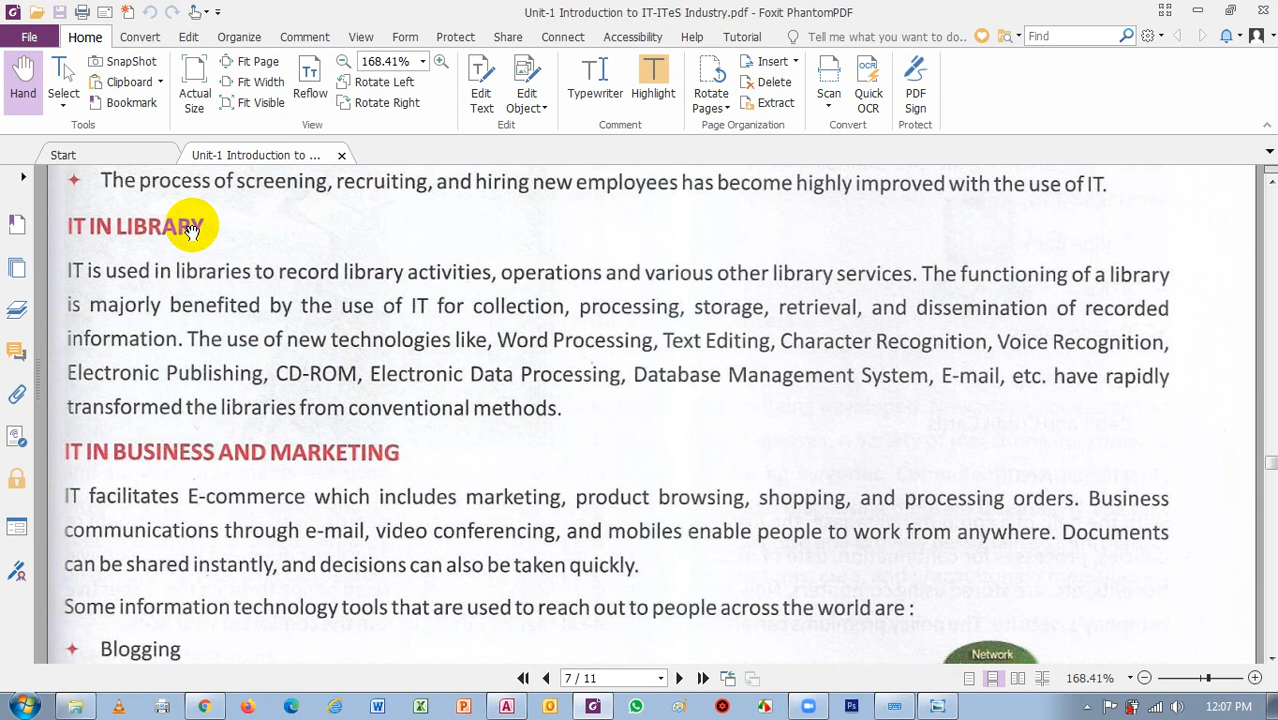 Unit-1 Introduction to IT-ITeS Industry.pdf - Foxit PhantomPDF
File Home Convert Edit Organize Comment View Form Protect Share Connect Accessibility Help Tutorial Tell me what you want to do.. Find
Hand
Select
SnapShot
Clipboard
Bookmark
Tools
Actual Size
Fit Page
Fit Width
Fit Visible
Reflow
168.41%
Rotate Left
Rotate Right
View
Edit Text
Edit Object
Edit
Typewriter
Highlight
Comment
Rotate Pages
Insert
Delete
Extract
Page Organization
Scan
Quick OCR
Convert
PDF Sign
Protect
Start
Unit-1 Introduction to ...
The process of screening, recruiting, and hiring new employees has become highly improved with the use of IT.
IT IN LIBRARY
IT is used in libraries to record library activities, operations and various other library services. The functioning of a library
is majorly benefited by the use of IT for collection, processing, storage, retrieval, and dissemination of recorded
information. The use of new technologies like, Word Processing, Text Editing, Character Recognition, Voice Recognition,
Electronic Publishing, CD-ROM, Electronic Data Processing, Database Management System, E-mail, etc. have rapidly
transformed the libraries from conventional methods.
IT IN BUSINESS AND MARKETING
IT facilitates E-commerce which includes marketing, product browsing, shopping, and processing orders. Business
communications through e-mail, video conferencing, and mobiles enable people to work from anywhere. Documents
can be shared instantly, and decisions can also be taken quickly.
Some information technology tools that are used to reach out to people across the world are :
Blogging
Network
7 / 11
168.41%
12:07 PM